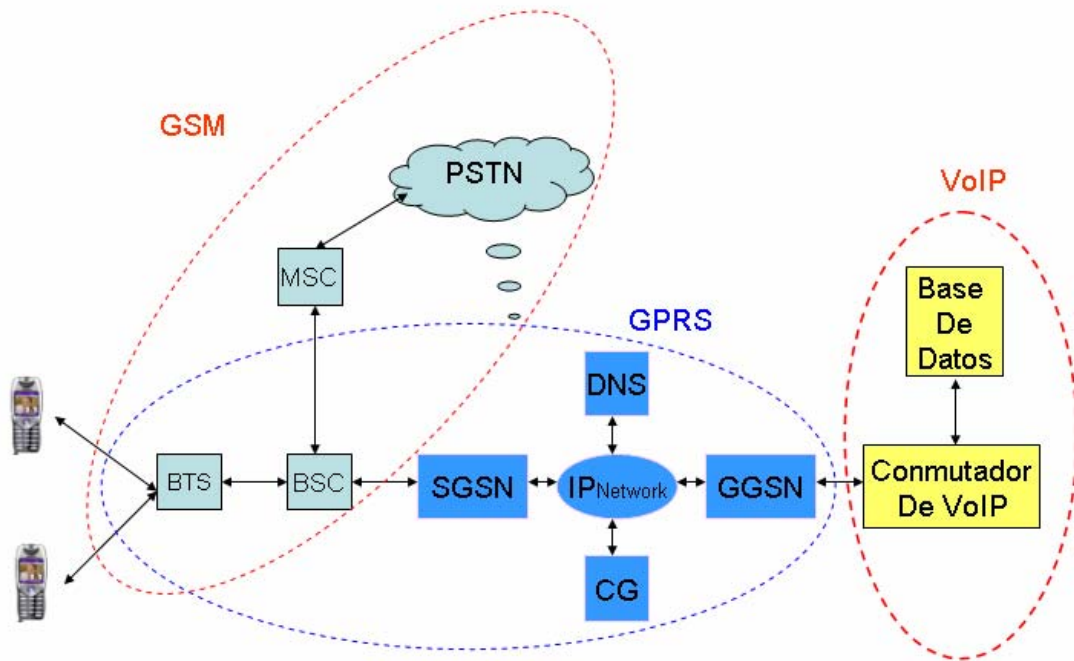 GSM
PSTN
VoIP
MSC
GPRS
Base
De
Datos
DNS
BTS
BSC
SGSN
IPNetwork
GGSN
Conmutador
De VoIP
CG